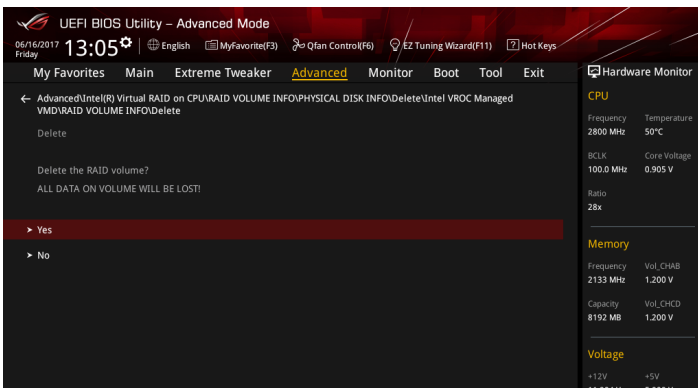 UEFI BIOS Utility – Advanced Mode
06/16/2017 Friday 13:05 English MyFavorite(F3) Qfan Control(F6) EZ Tuning Wizard(F11) ? Hot Keys
My Favorites Main Extreme Tweaker Advanced Monitor Boot Tool Exit
Advanced\Intel(R) Virtual RAID on CPU\RAID VOLUME INFO\PHYSICAL DISK INFO\Delete\Intel VROC Managed
VMD\RAID VOLUME INFO\Delete
Delete
Delete the RAID volume?
ALL DATA ON VOLUME WILL BE LOST!
Yes
No
Hardware Monitor
CPU
Frequency Temperature
2800 MHz 50°C
BCLK Core Voltage
100.0 MHz 0.905 V
Ratio
28x
Memory
Frequency Vol_CHAB
2133 MHz 1.200 V
Capacity Vol_CHCD
8192 MB 1.200 V
Voltage
+12V +5V